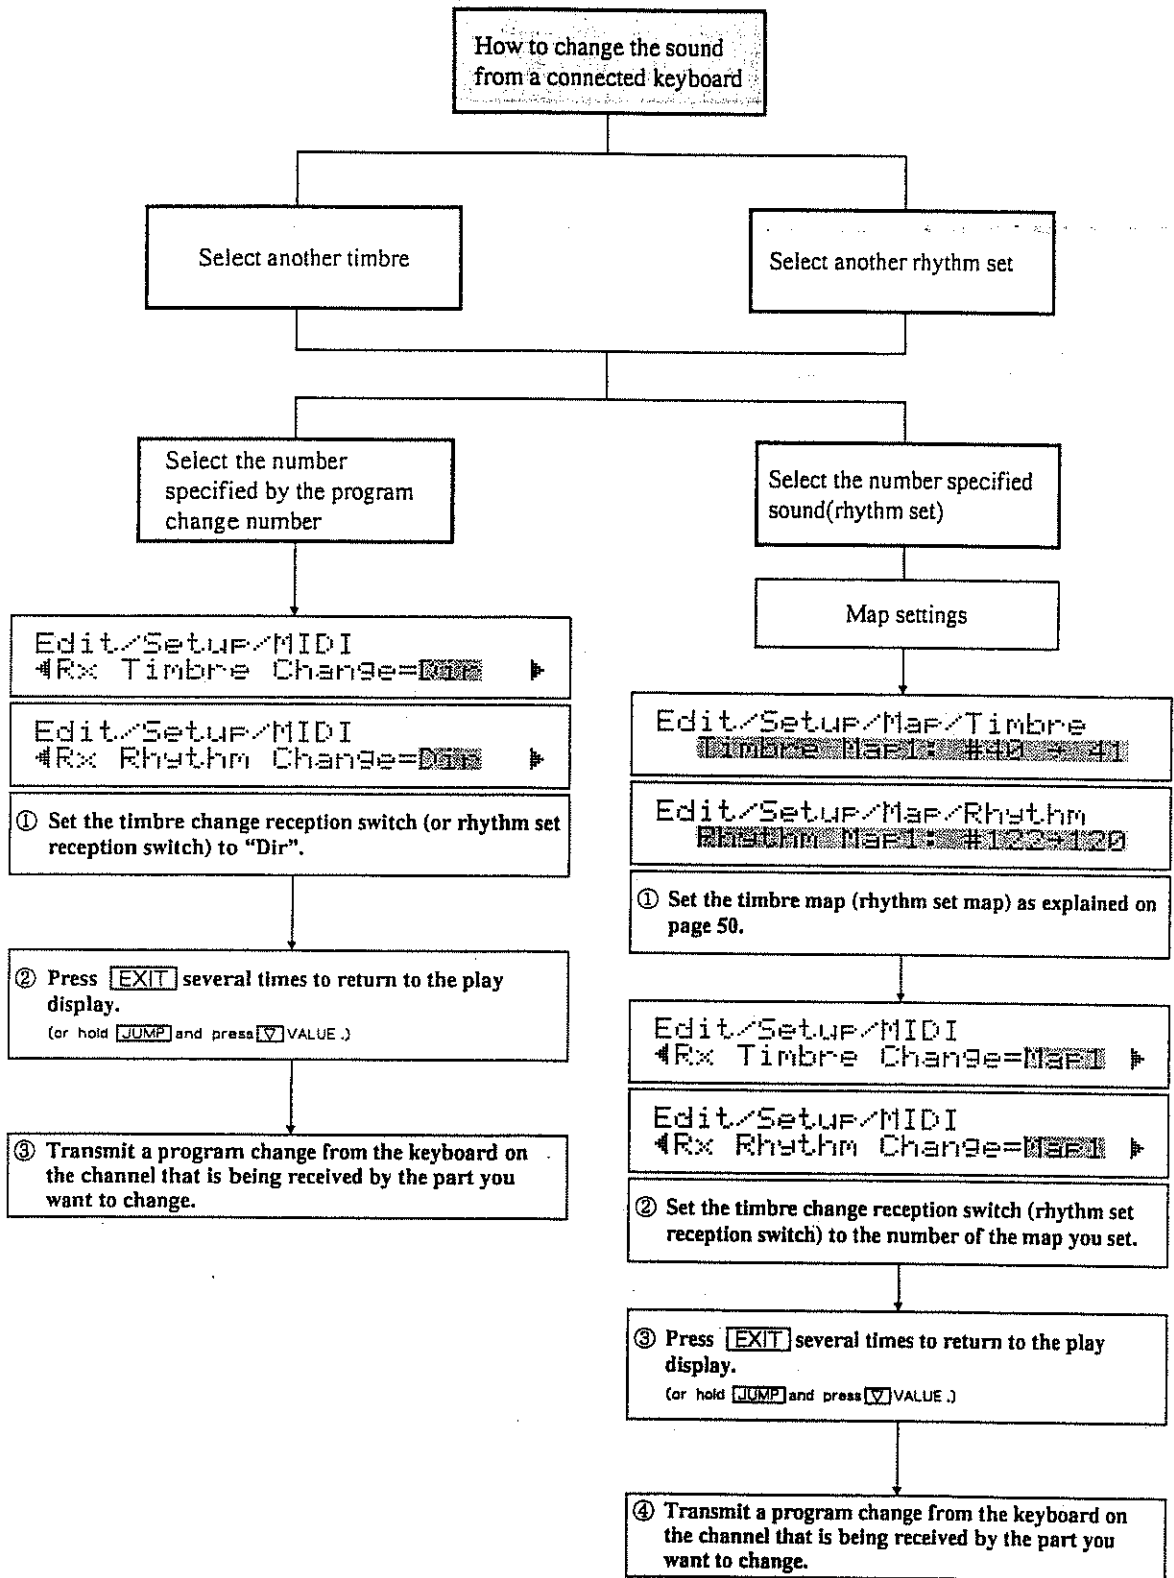 How to change the sound
from a connected keyboard
Select another timbre
Select another rhythm set
Select the number
specified by the program
change number
Select the number specified
sound(rhythm set)
Map settings
Edit/Setup/MIDI
◀Rx Timbre Change=Dir ▶
Edit/Setup/MIDI
◀Rx Rhythm Change=Dir ▶
① Set the timbre change reception switch (or rhythm set
reception switch) to “Dir”.
② Press EXIT several times to return to the play
display.
(or hold JUMP and press ▽ VALUE.)
③ Transmit a program change from the keyboard on
the channel that is being received by the part you
want to change.
Edit/Setup/Map/Timbre
Timbre Map1: #40 → 41
Edit/Setup/Map/Rhythm
Rhythm Map1: #122→120
① Set the timbre map (rhythm set map) as explained on
page 50.
Edit/Setup/MIDI
◀Rx Timbre Change=Map1 ▶
Edit/Setup/MIDI
◀Rx Rhythm Change=Map1 ▶
② Set the timbre change reception switch (rhythm set
reception switch) to the number of the map you set.
③ Press EXIT several times to return to the play
display.
(or hold JUMP and press ▽ VALUE.)
④ Transmit a program change from the keyboard on
the channel that is being received by the part you
want to change.